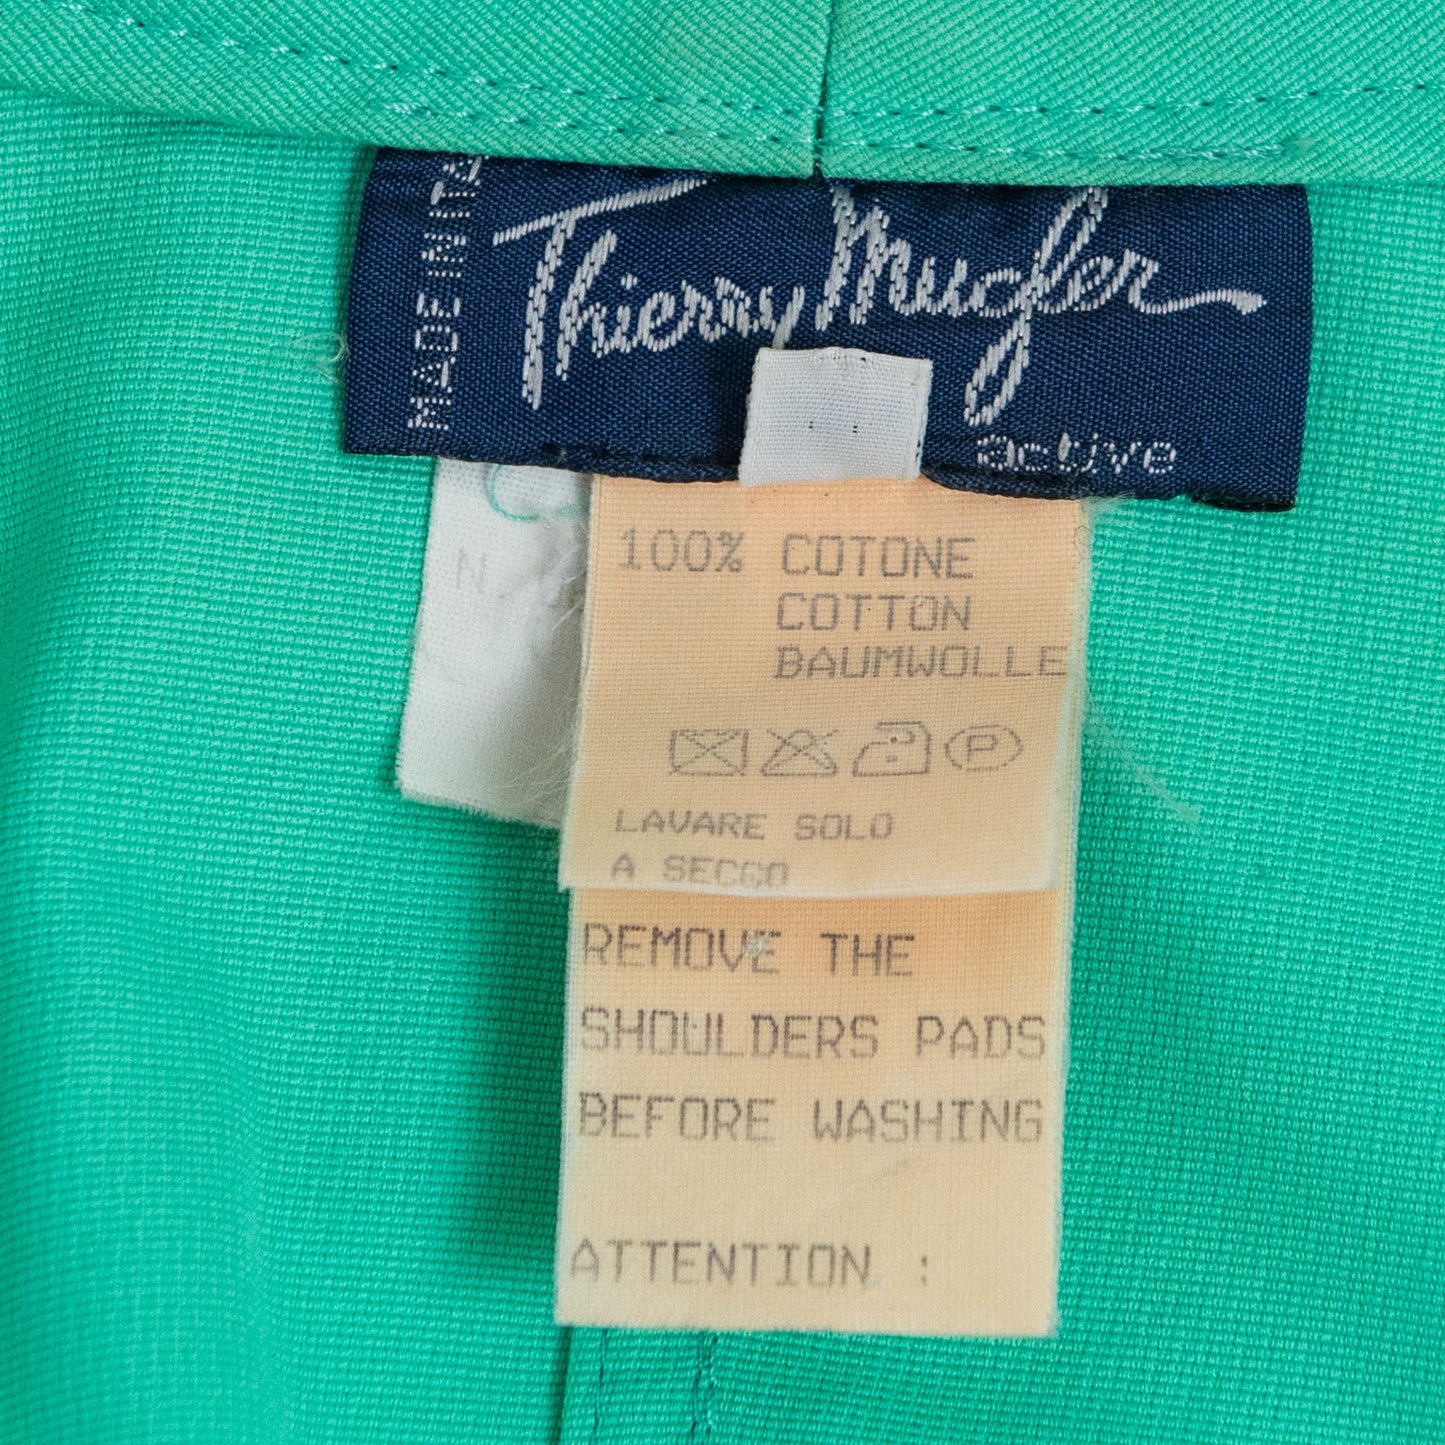 MADE IN ITA
Thierry Mugler
active
100% COTONE
COTTON
BAUMWOLLE
P
LAVARE SOLO
A SECCO
REMOVE THE
SHOULDERS PADS
BEFORE WASHING
ATTENTION :